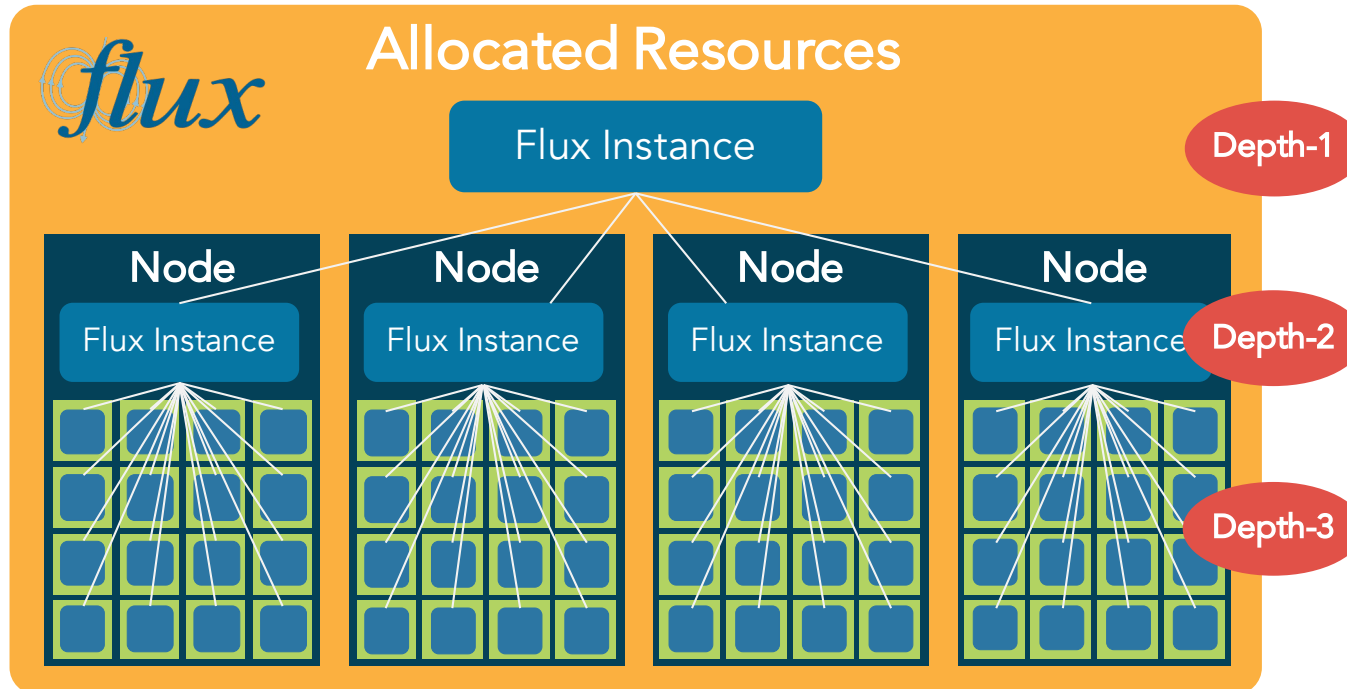 flux
Allocated Resources
Flux Instance
Depth-1
Node
Node
Node
Node
Flux Instance
Flux Instance
Flux Instance
Flux Instance
Depth-2
Depth-3